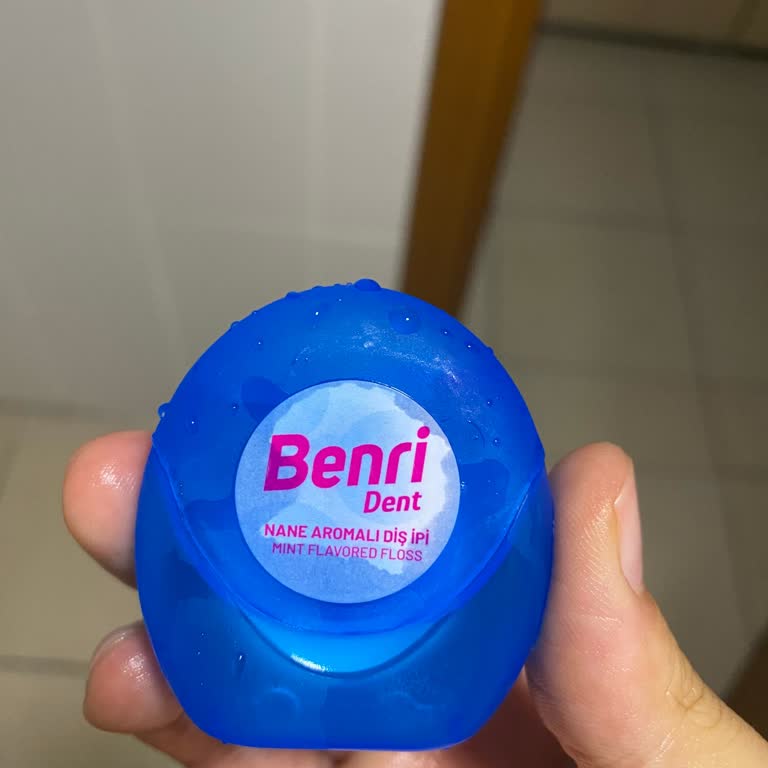 Benri
Dent
NANE AROMALI DİŞ İPİ
MINT FLAVORED FLOSS